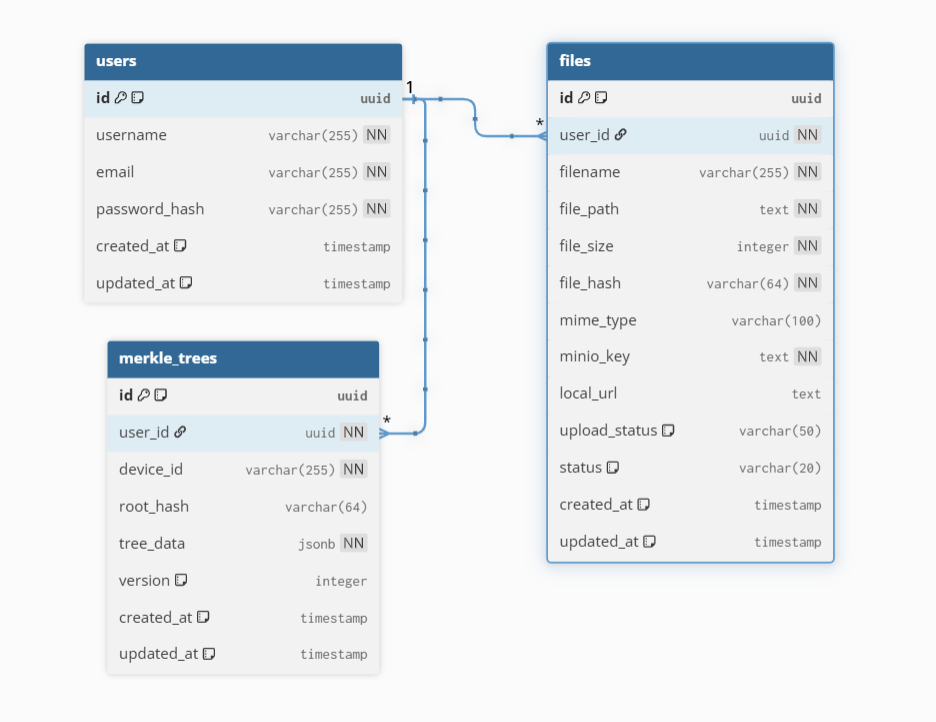 users
id uuid
username varchar(255) NN
email varchar(255) NN
password_hash varchar(255) NN
created_at timestamp
updated_at timestamp
1
*
files
id uuid
user_id uuid NN
filename varchar(255) NN
file_path text NN
file_size integer NN
file_hash varchar(64) NN
mime_type varchar(100)
minio_key text NN
local_url text
upload_status varchar(50)
status varchar(20)
created_at timestamp
updated_at timestamp
merkle_trees
id uuid
user_id uuid NN
*
device_id varchar(255) NN
root_hash varchar(64)
tree_data jsonb NN
version integer
created_at timestamp
updated_at timestamp